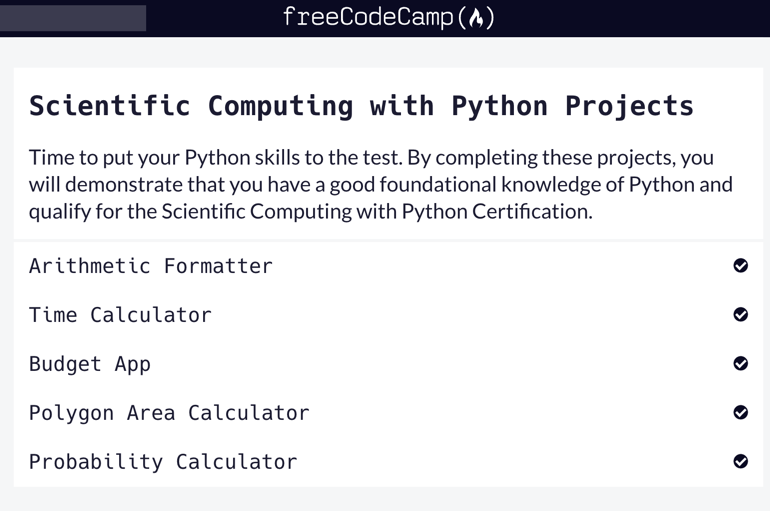 freeCodeCamp
Scientific Computing with Python Projects
Time to put your Python skills to the test. By completing these projects, you
will demonstrate that you have a good foundational knowledge of Python and
qualify for the Scientific Computing with Python Certification.
Arithmetic Formatter
Time Calculator
Budget App
Polygon Area Calculator
Probability Calculator